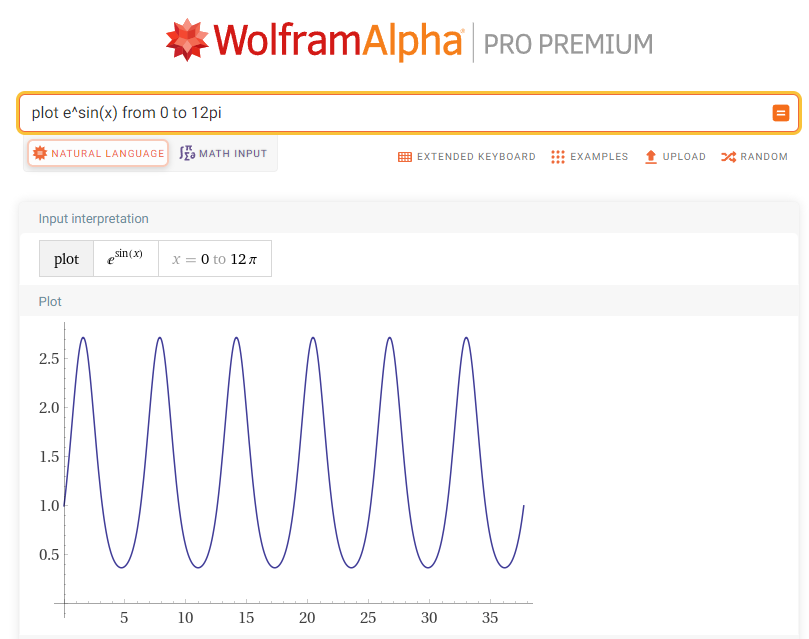 WolframAlpha PRO PREMIUM
plot e^sin(x) from 0 to 12pi
NATURAL LANGUAGE MATH INPUT EXTENDED KEYBOARD EXAMPLES UPLOAD RANDOM
Input interpretation
plot e^sin(x) x = 0 to 12 π
Plot
2.5
2.0
1.5
1.0
0.5
5 10 15 20 25 30 35